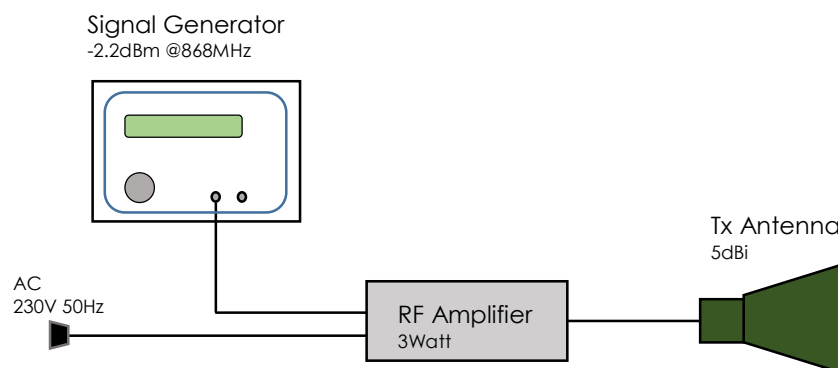 Signal Generator
-2.2dBm @868MHz
Tx Antenna
5dBi
AC
230V 50Hz
RF Amplifier
3Watt